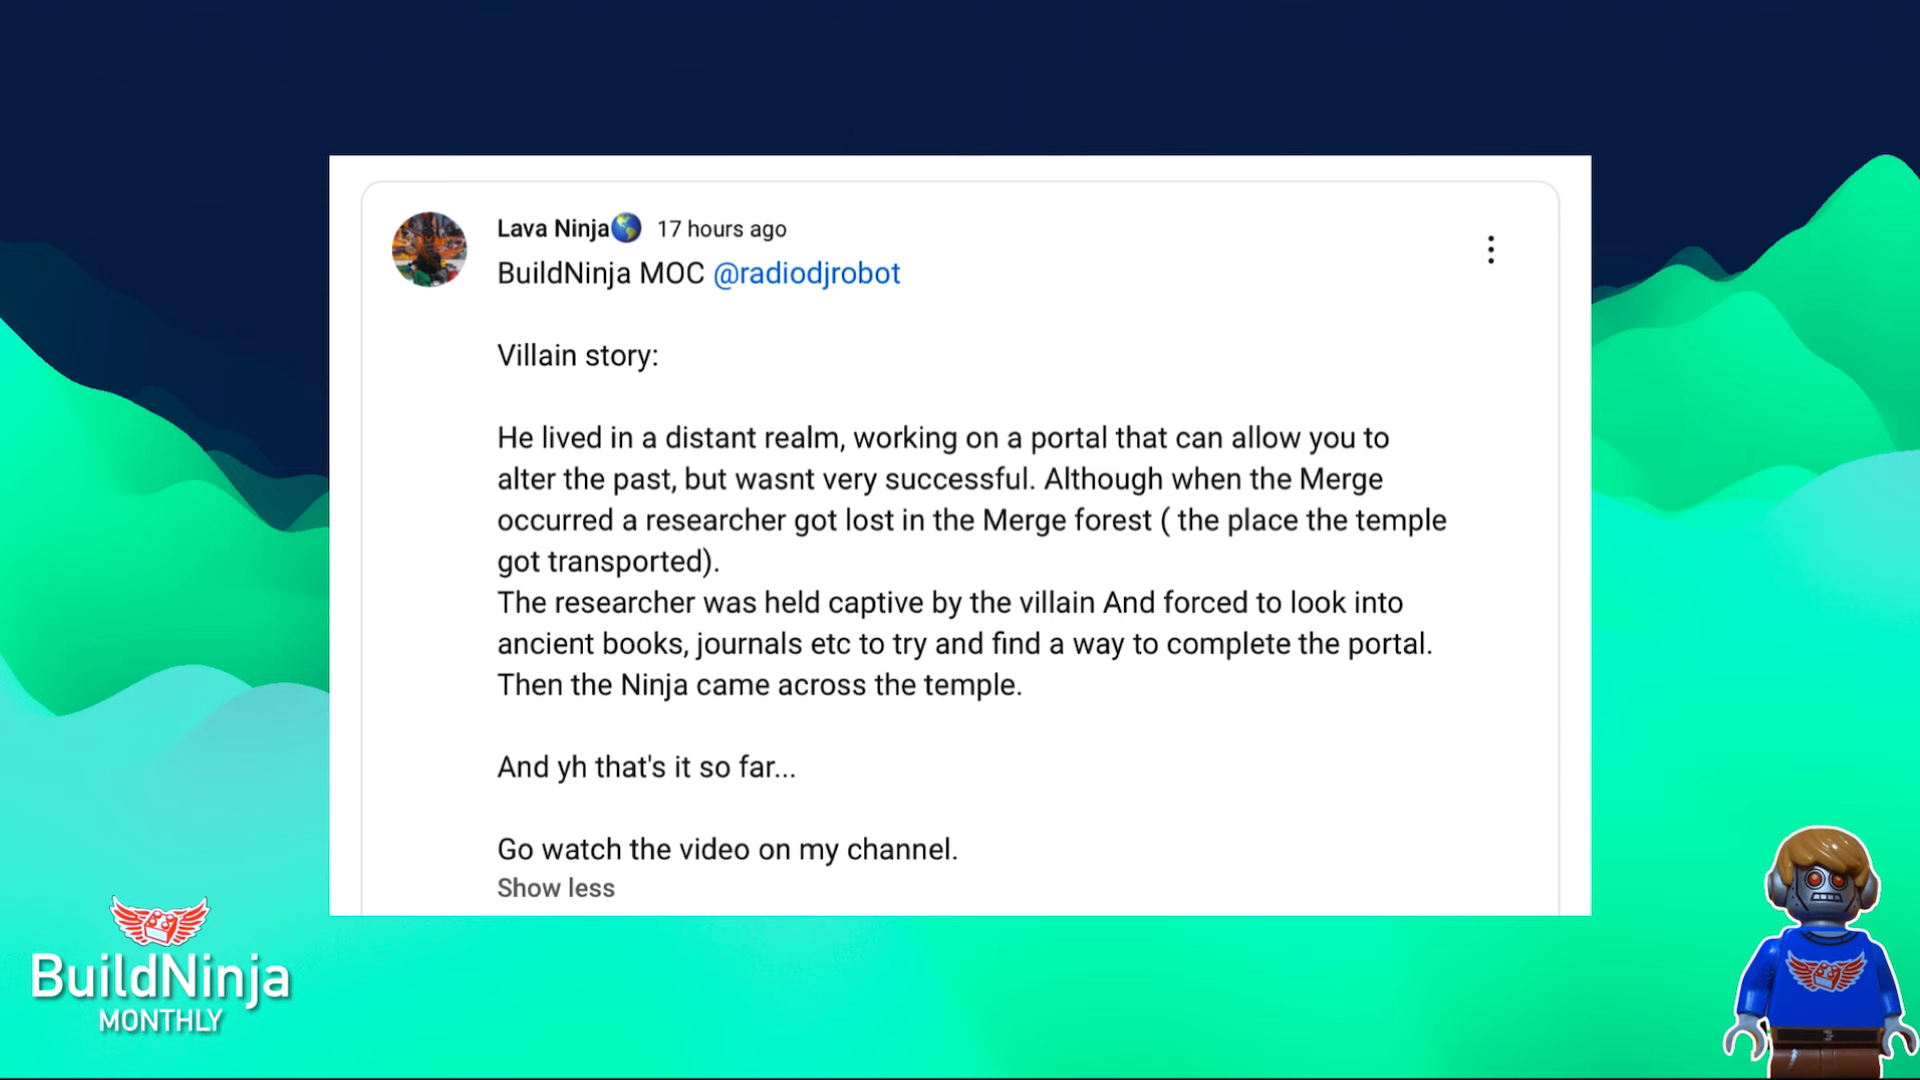 Lava Ninja🌎 17 hours ago
BuildNinja MOC @radiodjrobot
Villain story:
He lived in a distant realm, working on a portal that can allow you to
alter the past, but wasnt very successful. Although when the Merge
occurred a researcher got lost in the Merge forest ( the place the temple
got transported).
The researcher was held captive by the villain And forced to look into
ancient books, journals etc to try and find a way to complete the portal.
Then the Ninja came across the temple.
And yh that's it so far...
Go watch the video on my channel.
Show less
BuildNinja
MONTHLY